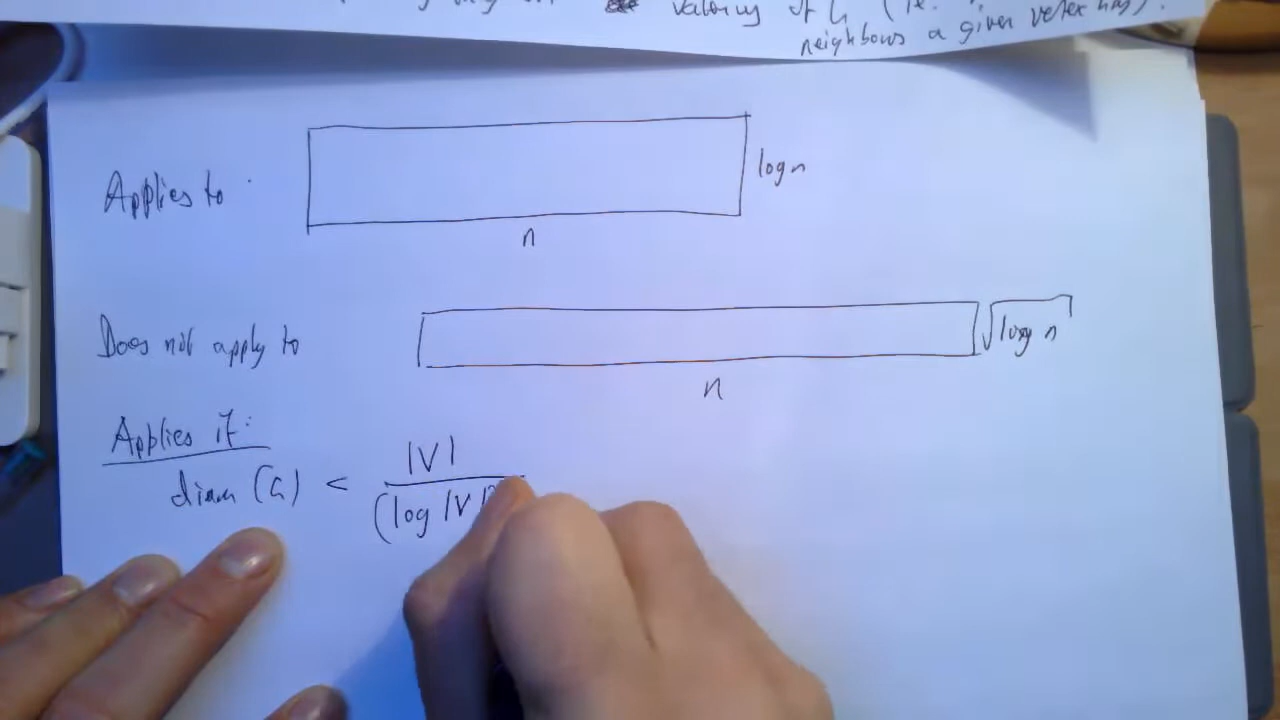 valency of G (i.e.
neighbours a given vertex has).
Applies to
log n
n
Does not apply to
√log n
n
Applies if:
diam (G) < |V| / (log |V|